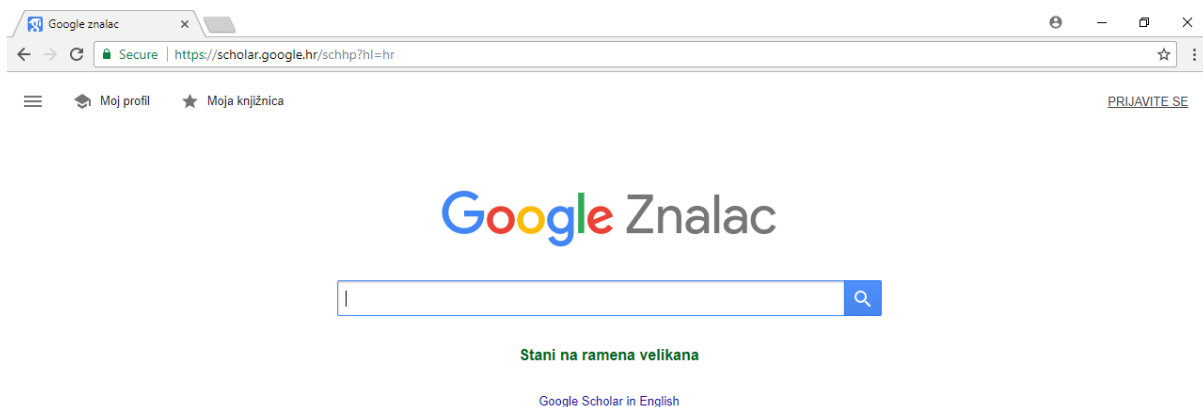 Google znalac
Secure https://scholar.google.hr/schhp?hl=hr
Moj profil Moja knjižnica PRIJAVITE SE
Google Znalac
Stani na ramena velikana
Google Scholar in English